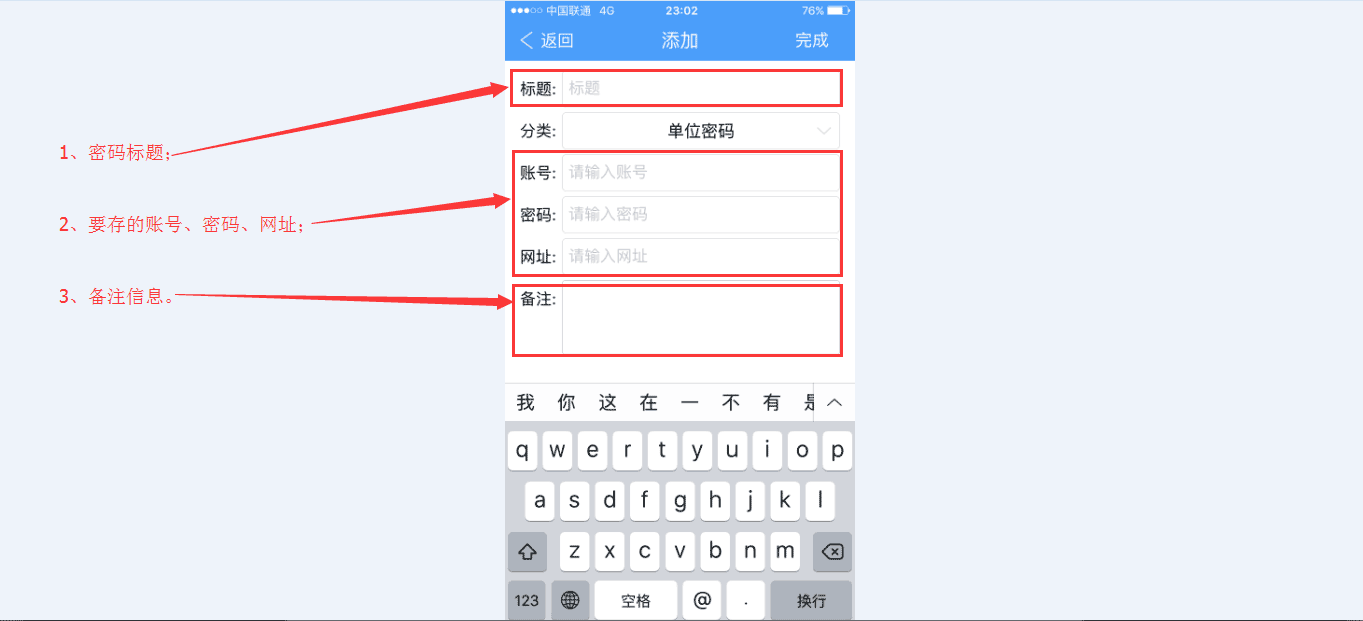 ●●●○○ 中国联通 4G 23:02 76%
返回 添加 完成
标题: 标题
分类: 单位密码
1、密码标题;
账号: 请输入账号
密码: 请输入密码
2、要存的账号、密码、网址;
网址: 请输入网址
3、备注信息。
备注:
我 你 这 在 一 不 有 是
q w e r t y u i o p
a s d f g h j k l
z x c v b n m
123 空格 @ . 换行